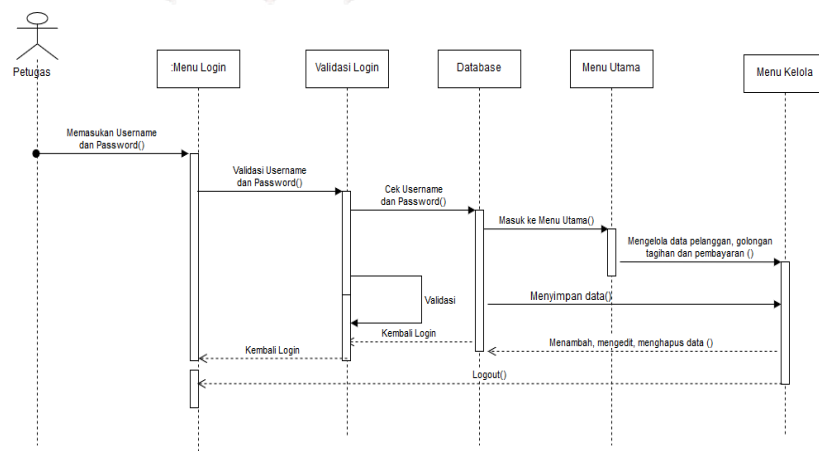 Petugas
:Menu Login
Validasi Login
Database
Menu Utama
Menu Kelola
Memasukan Username
dan Password()
Validasi Username
dan Password()
Cek Username
dan Password()
Masuk ke Menu Utama()
Mengelola data pelanggan, golongan
tagihan dan pembayaran ()
Validasi
Menyimpan data()
Kembali Login
Menambah, mengedit, menghapus data ()
Kembali Login
Logout()